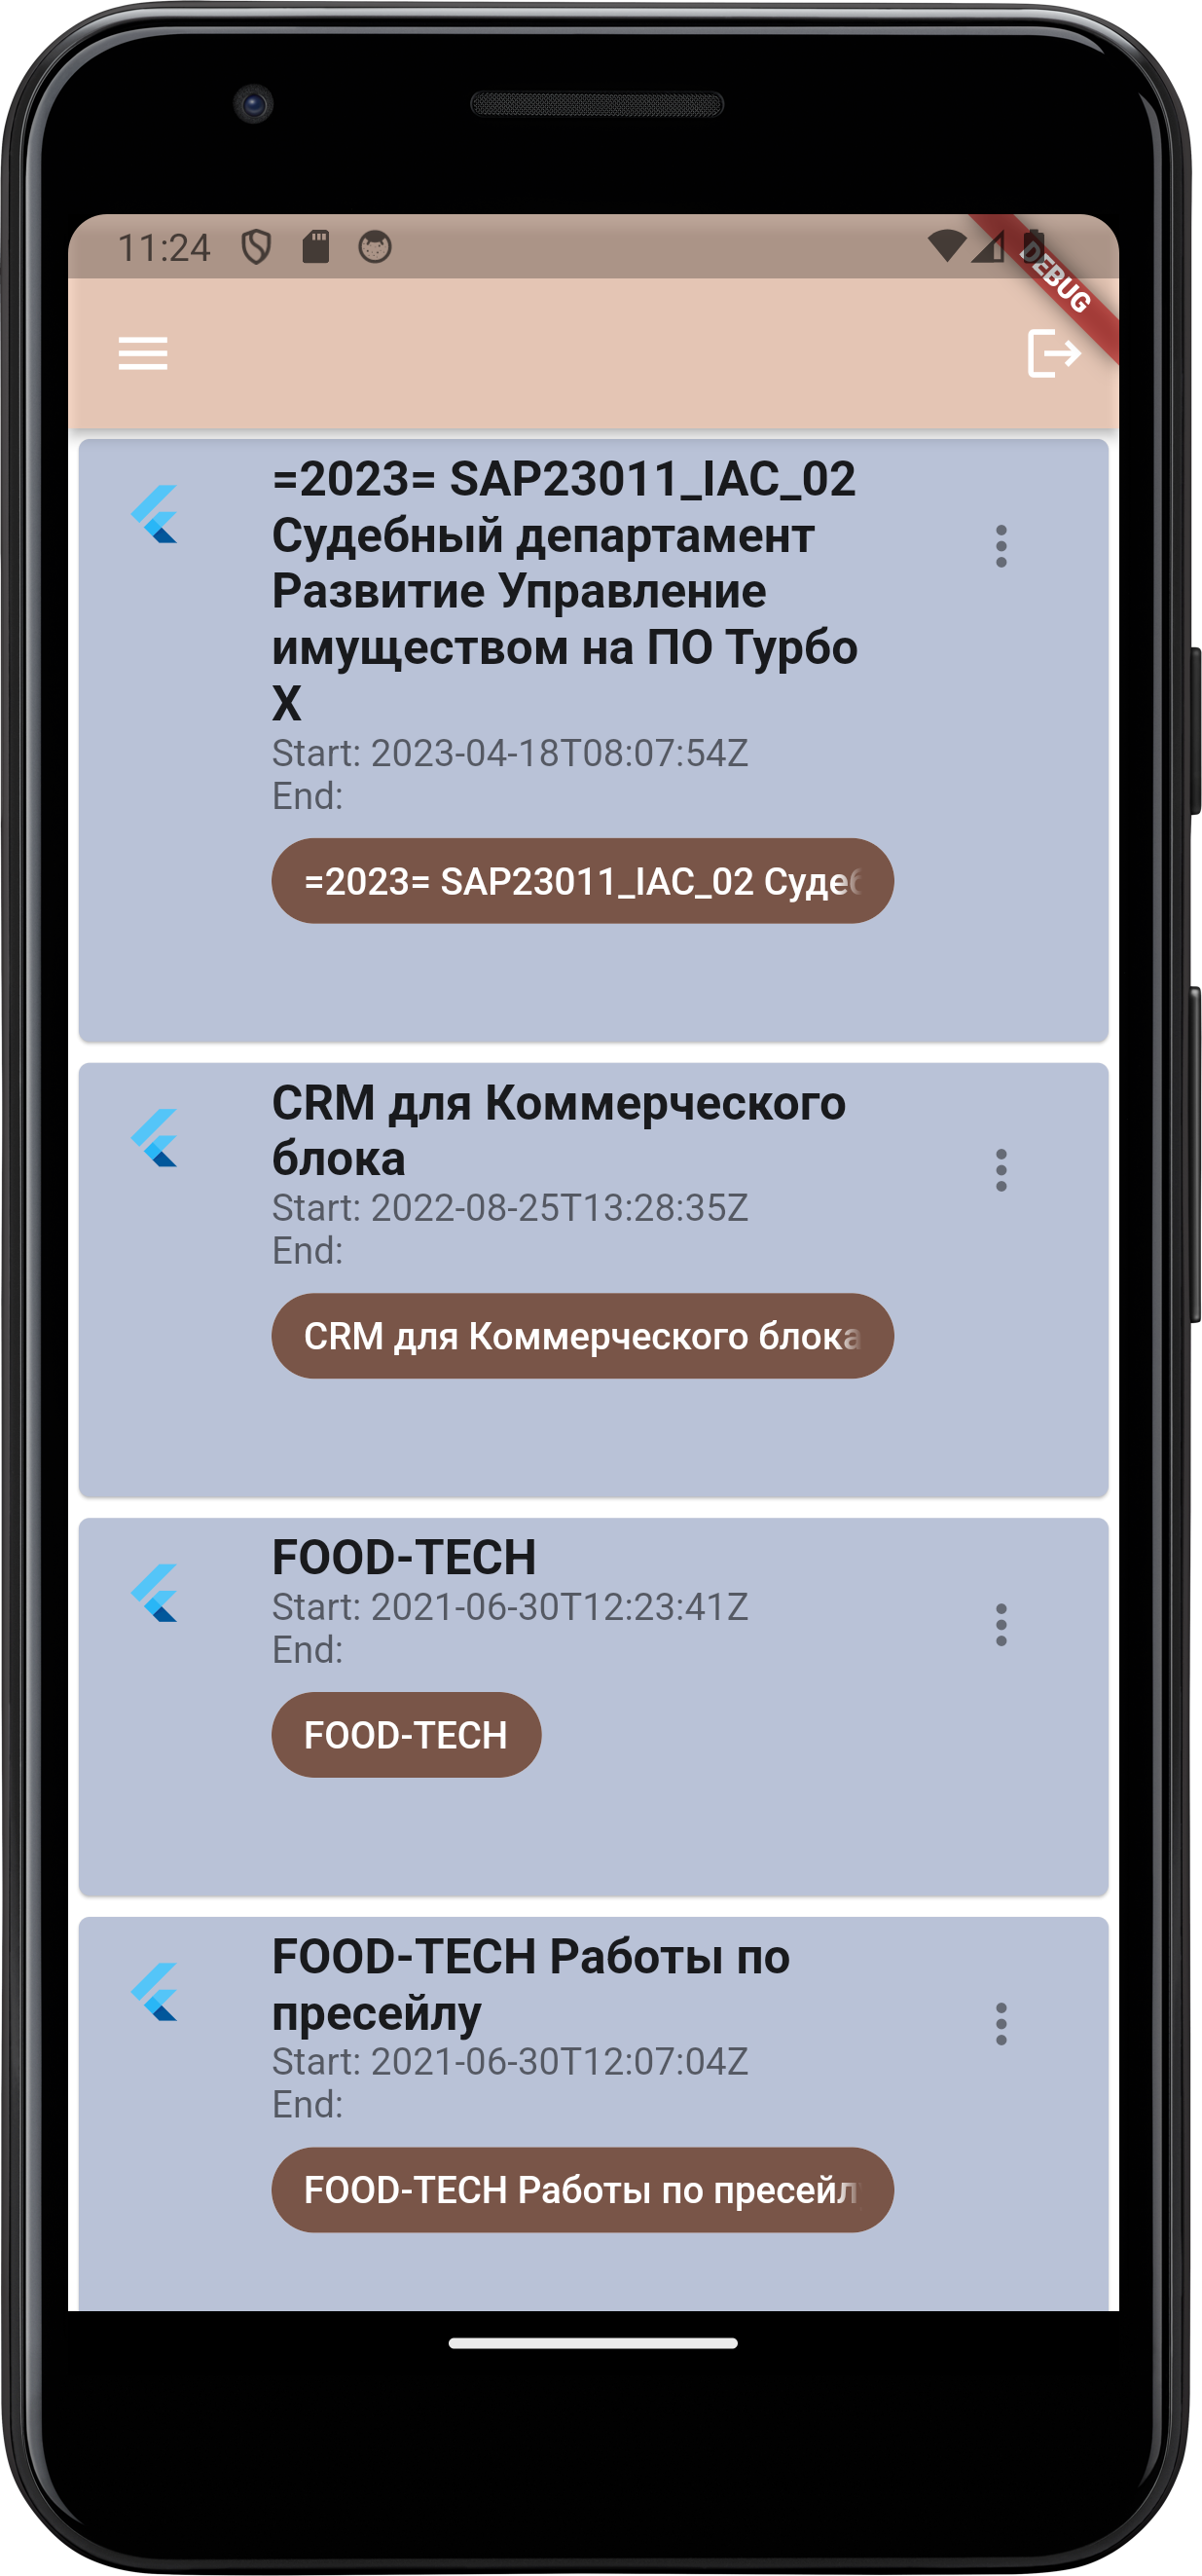 11:24
DEBUG
=2023= SAP23011_IAC_02
Судебный департамент
Развитие Управление
имуществом на ПО Турбо
Х
Start: 2023-04-18T08:07:54Z
End:
=2023= SAP23011_IAC_02 Судеб
CRM для Коммерческого
блока
Start: 2022-08-25T13:28:35Z
End:
CRM для Коммерческого блока
FOOD-TECH
Start: 2021-06-30T12:23:41Z
End:
FOOD-TECH
FOOD-TECH Работы по
пресейлу
Start: 2021-06-30T12:07:04Z
End:
FOOD-TECH Работы по пресейл